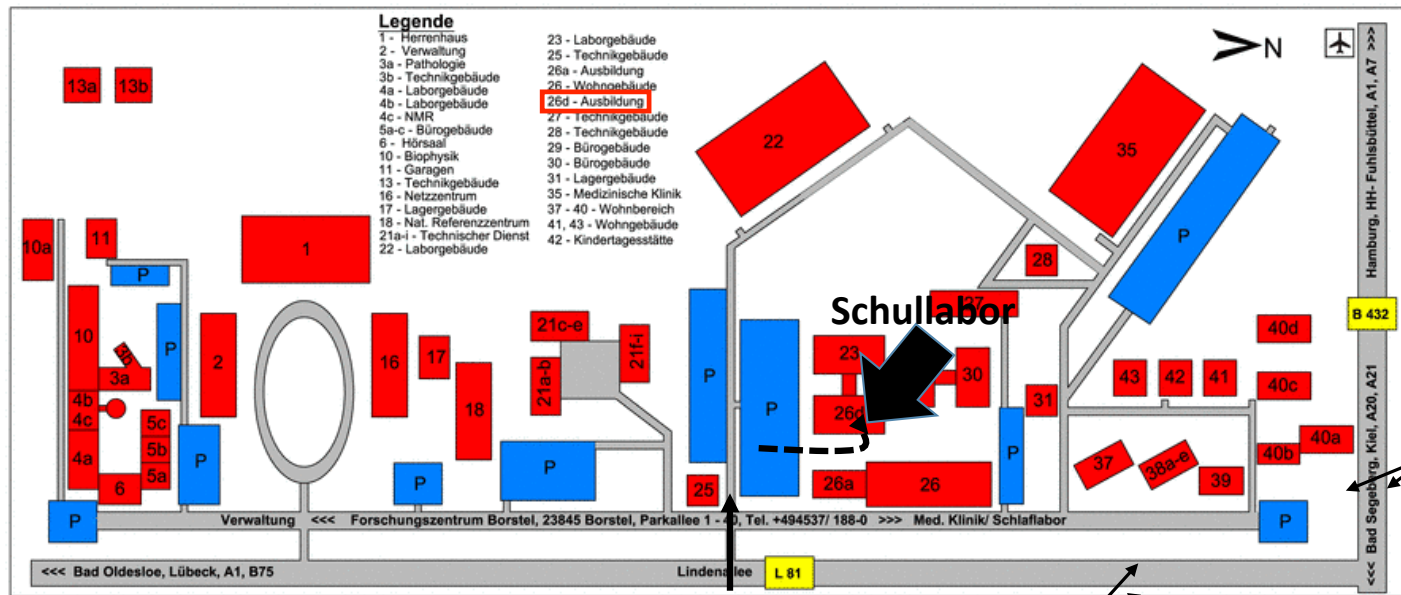 Legende
1 - Herrenhaus
2 - Verwaltung
3a - Pathologie
3b - Technikgebäude
4a - Laborgebäude
4b - Laborgebäude
4c - NMR
5a-c - Bürogebäude
6 - Hörsaal
10 - Biophysik
11 - Garagen
13 - Technikgebäude
16 - Netzzentrum
17 - Lagergebäude
18 - Nat. Referenzzentrum
21a-i - Technischer Dienst
22 - Laborgebäude
23 - Laborgebäude
25 - Technikgebäude
26a - Ausbildung
26 - Wohngebäude
26d - Ausbildung
27 - Technikgebäude
28 - Technikgebäude
29 - Bürogebäude
30 - Bürogebäude
31 - Lagergebäude
35 - Medizinische Klinik
37 - 40 - Wohnbereich
41, 43 - Wohngebäude
42 - Kindertagesstätte
N
13a
13b
22
35
10a
11
1
P
P
28
27
Schullabor
10
P
2
16
17
21c-e
21f-i
21a-b
18
P
P
23
26d
30
31
43
42
41
40d
40c
40b
40a
3b
3a
4b
4c
4a
5c
5b
5a
6
P
P
P
P
25
26a
26
P
37
38a-e
39
P
P
Verwaltung <<< Forschungszentrum Borstel, 23845 Borstel, Parkallee 1 - 40, Tel. +494537/ 188-0 >>> Med. Klinik/ Schlaflabor
<<< Bad Oldesloe, Lübeck, A1, B75
Lindenallee
L 81
Hamburg, HH- Fuhlsbüttel, A1, A7 >>>
B 432
<<< Bad Segeberg, Kiel, A20, A21